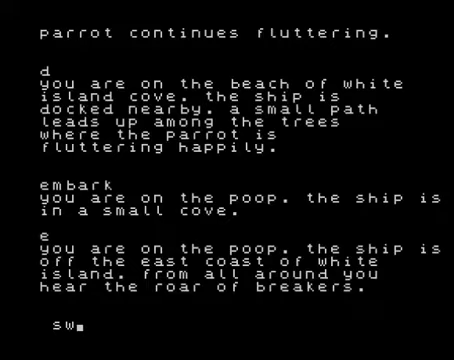 parrot continues fluttering.
d
you are on the beach of white
island cove. the ship is
docked nearby. a small path
leads up among the trees
where the parrot is
fluttering happily.
embark
you are on the poop. the ship is
in a small cove.
e
you are on the poop. the ship is
off the east coast of white
island. from all around you
hear the roar of breakers.
sw